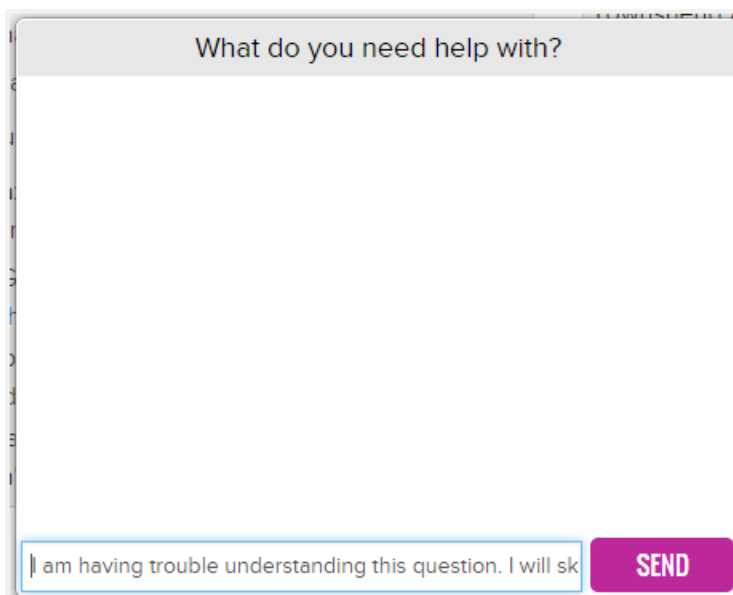 What do you need help with?
I am having trouble understanding this question. I will sk
SEND